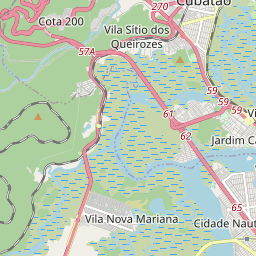 Cubatão
270
Vila Sítio dos
Queirozes
Cota 200
57A
59
59
61
62
Jardim Ca
Vila Nova Mariana
Cidade Naut
65